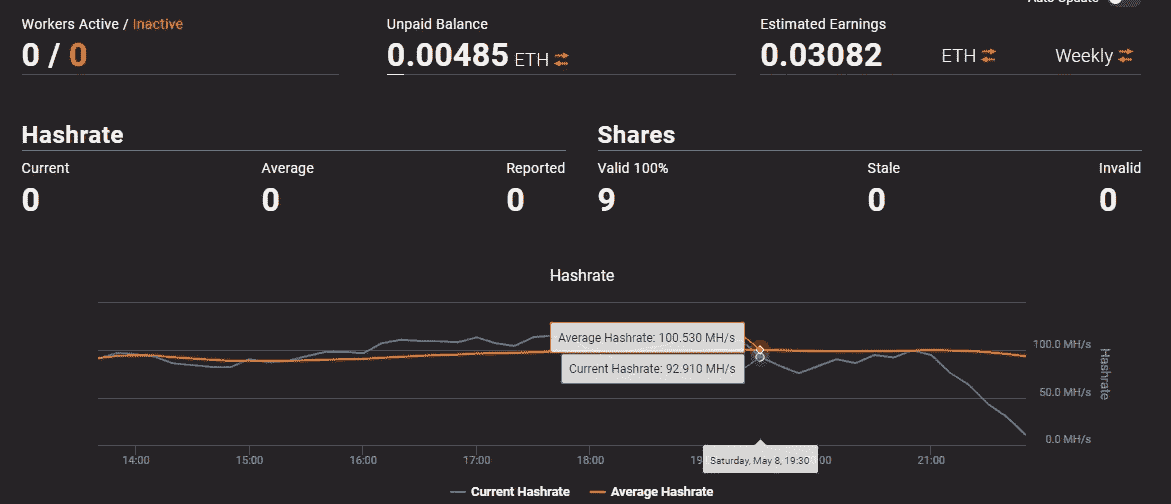 Auto Update
Workers Active / Inactive
Unpaid Balance
Estimated Earnings
0 / 0
0.00485 ETH
0.03082
ETH
Weekly
Hashrate
Shares
Current
Average
Reported
Valid 100%
Stale
Invalid
0
0
0
9
0
0
Hashrate
Average Hashrate: 100.530 MH/s
Current Hashrate: 92.910 MH/s
100.0 MH/s
50.0 MH/s
0.0 MH/s
Hashrate
14:00
15:00
16:00
17:00
18:00
Saturday, May 8, 19:30
21:00
Current Hashrate
Average Hashrate